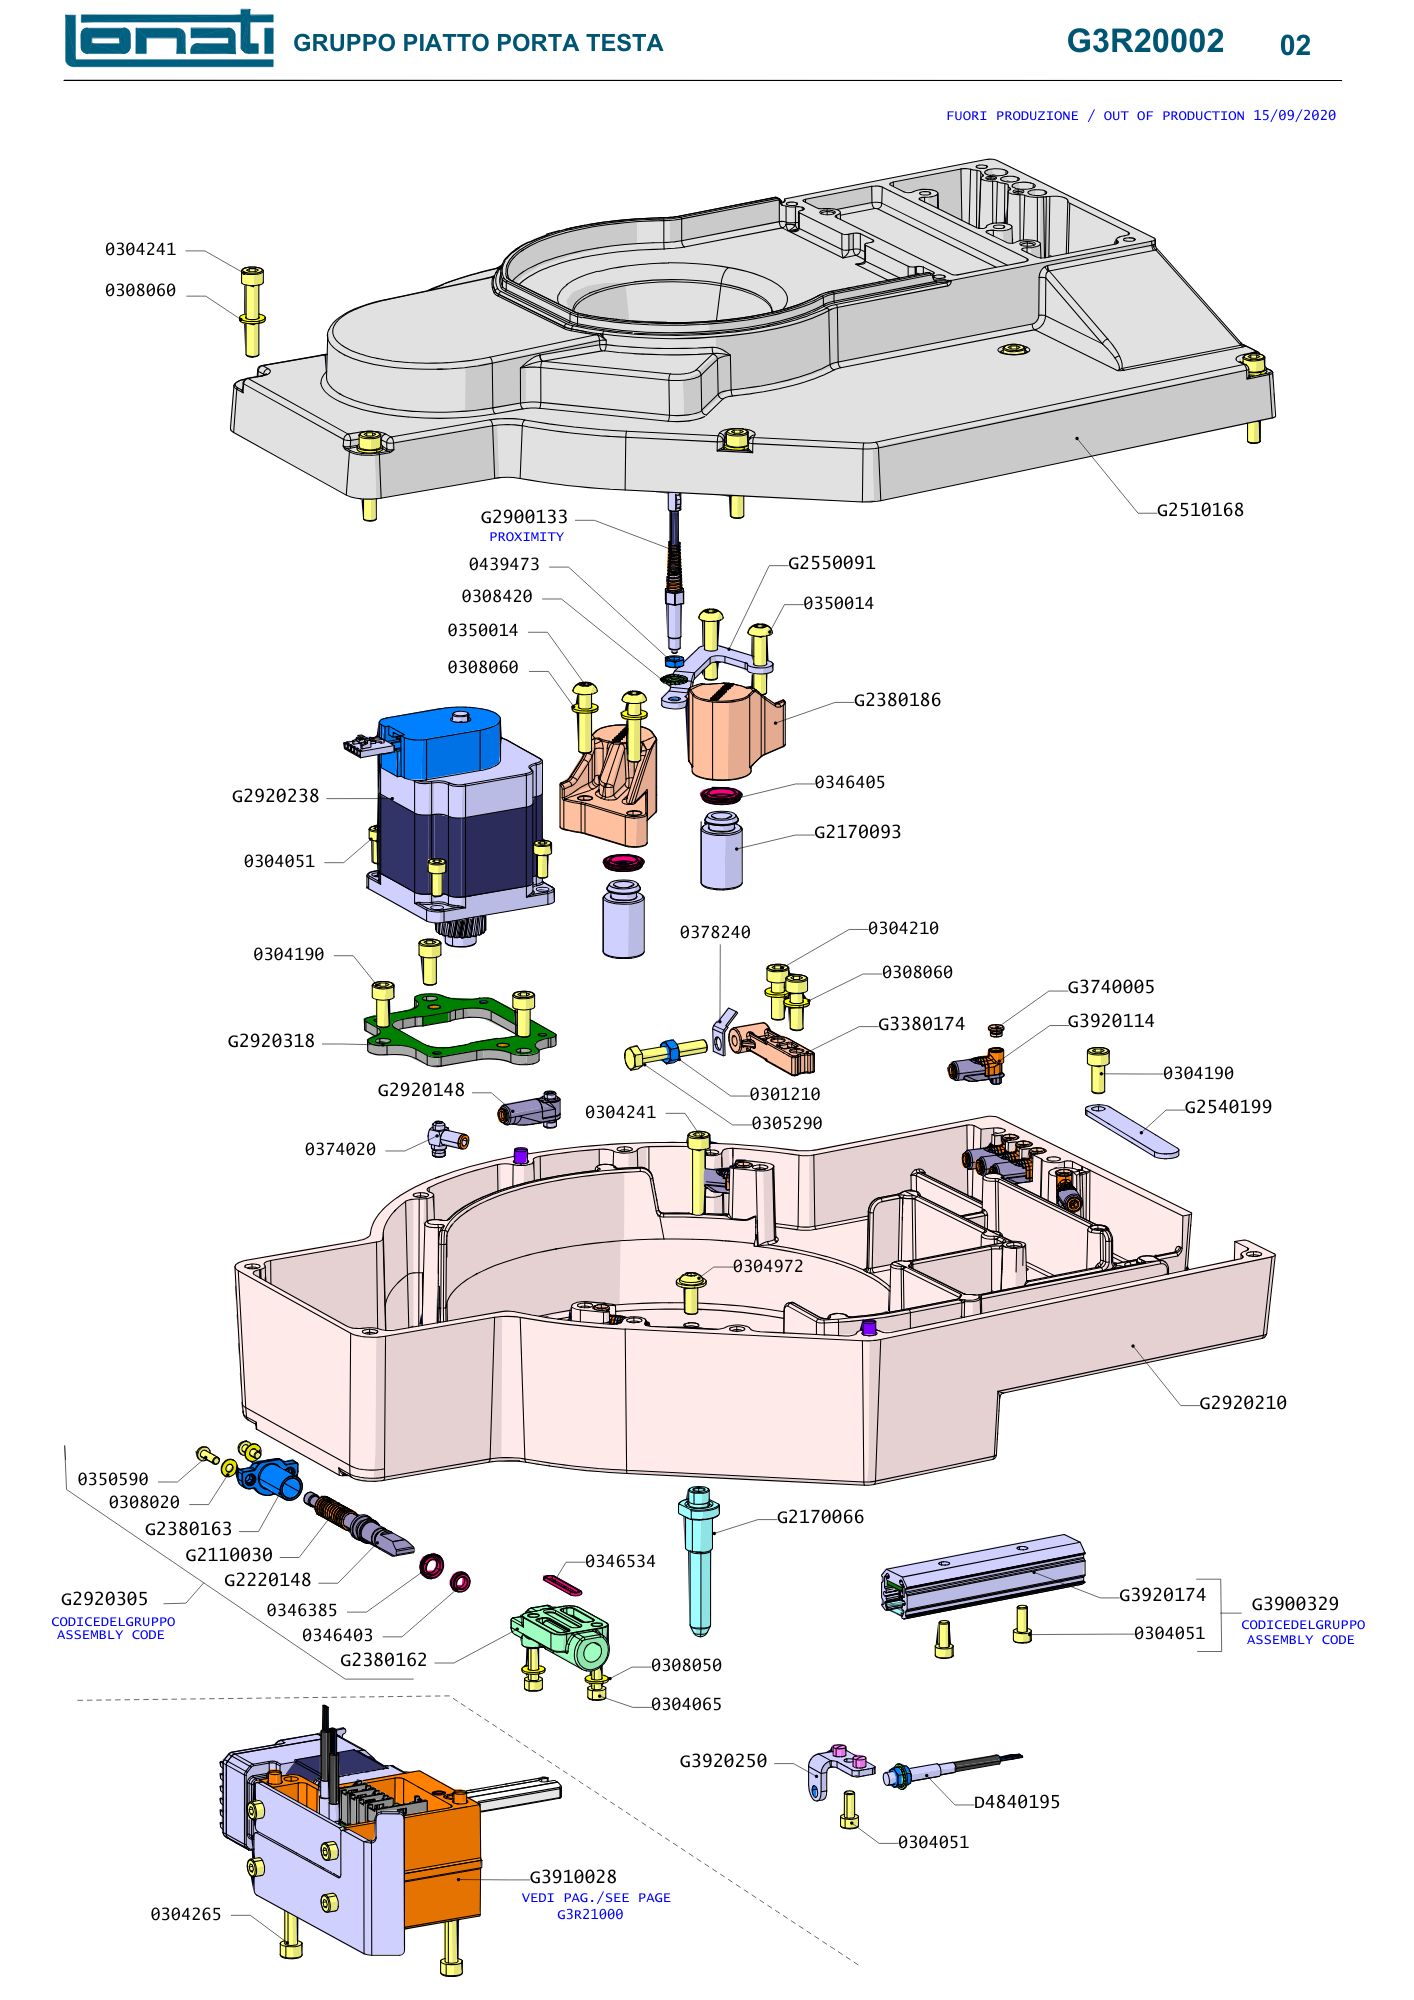 lonati GRUPPO PIATTO PORTA TESTA G3R20002 02
FUORI PRODUZIONE / OUT OF PRODUCTION 15/09/2020
0304241
0308060
G2510168
G2900133
PROXIMITY
0439473
G2550091
0308420
0350014
0350014
0308060
G2380186
0346405
G2920238
G2170093
0304051
0378240
0304210
0304190
0308060
G3740005
G3380174
G3920114
G2920318
0304190
G2920148
0301210
G2540199
0304241
0305290
0374020
0304972
G2920210
0350590
0308020
G2380163
G2170066
G2110030
0346534
G2220148
G3920174
G2920305
CODICEDELGRUPPO
ASSEMBLY CODE
G3900329
CODICEDELGRUPPO
ASSEMBLY CODE
0346385
0346403
0304051
G2380162
0308050
0304065
G3920250
D4840195
0304051
G3910028
VEDI PAG./SEE PAGE
G3R21000
0304265